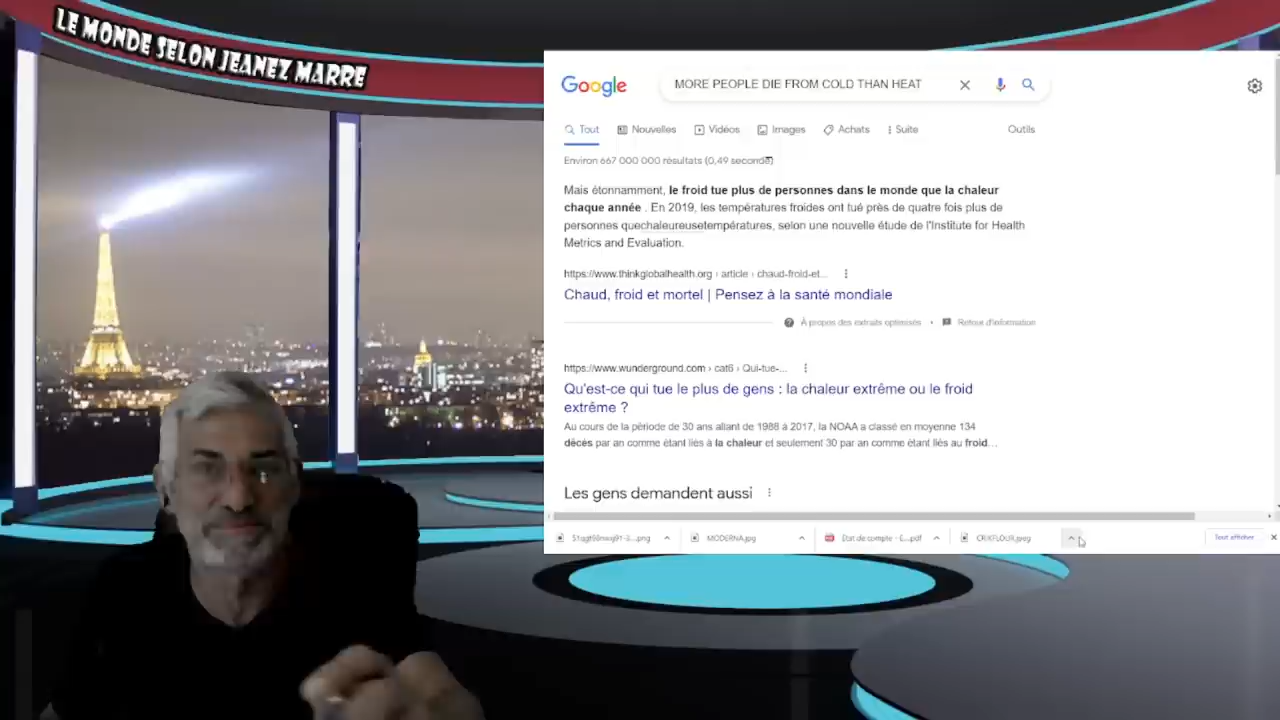 LE MONDE SELON JEANEZ MARRE
Google
MORE PEOPLE DIE FROM COLD THAN HEAT
Tout
Nouvelles
Vidéos
Images
Achats
Suite
Outils
Environ 667 000 000 résultats (0,49 seconde)
Mais étonnamment, le froid tue plus de personnes dans le monde que la chaleur
chaque année . En 2019, les températures froides ont tué près de quatre fois plus de
personnes quechaleureusetempératures, selon une nouvelle étude de l'Institute for Health
Metrics and Evaluation.
https://www.thinkglobalhealth.org › article › chaud-froid-et...
Chaud, froid et mortel | Pensez à la santé mondiale
À propos des extraits optimisés • Retour d'information
https://www.wunderground.com › cat6 › Qui-tue-...
Qu'est-ce qui tue le plus de gens : la chaleur extrême ou le froid
extrême ?
Au cours de la période de 30 ans allant de 1988 à 2017, la NOAA a classé en moyenne 134
décès par an comme étant liés à la chaleur et seulement 30 par an comme étant liés au froid...
Les gens demandent aussi
MODERNA.jpg
État de compte - (....pdf
CRIXFLOUR.jpeg
Tout afficher